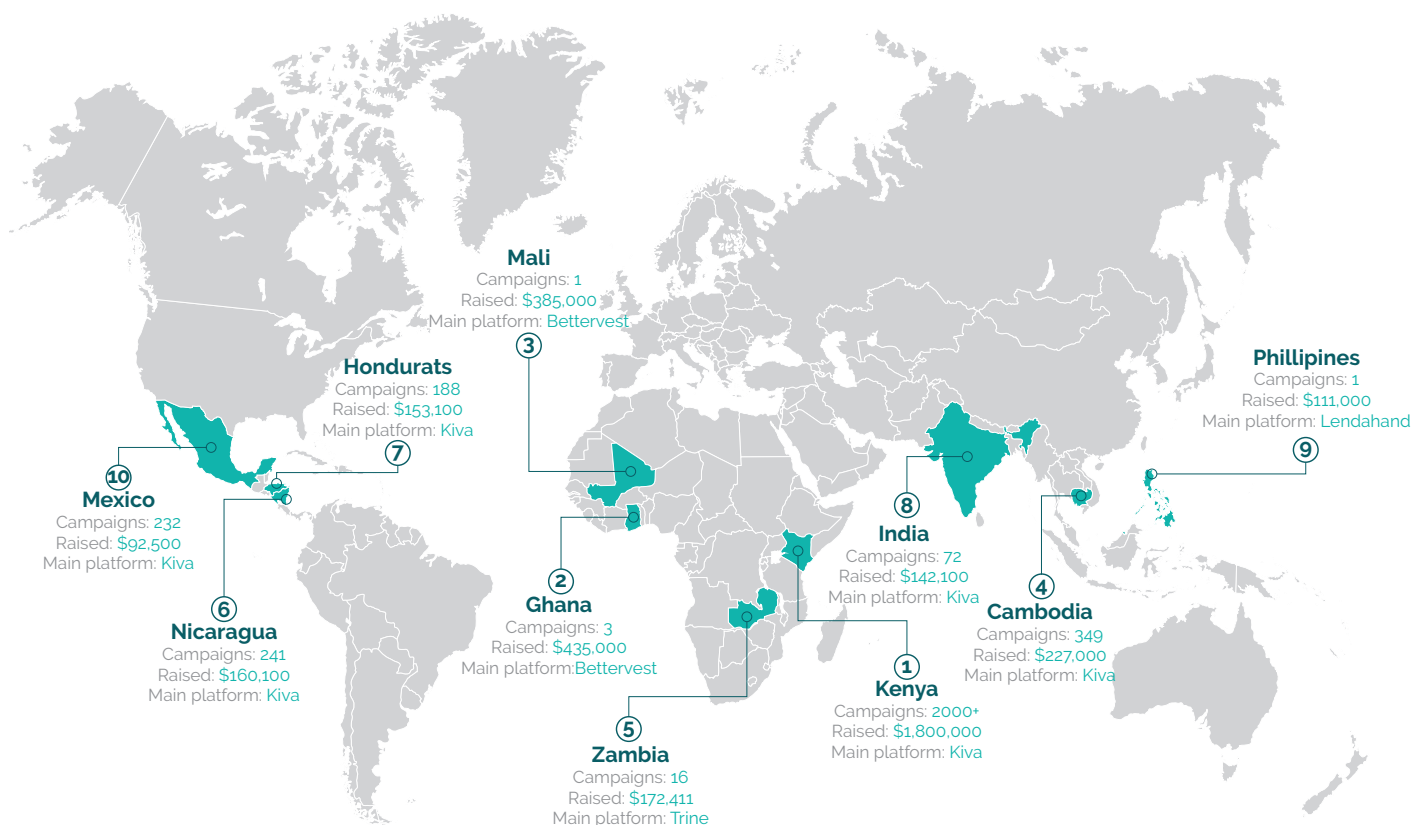 Mali
Campaigns: 1
Raised: $385,000
Main platform: Bettervest
3
Hondurats
Campaigns: 188
Raised: $153,100
Main platform: Kiva
7
Phillipines
Campaigns: 1
Raised: $111,000
Main platform: Lendahand
9
10
Mexico
Campaigns: 232
Raised: $92,500
Main platform: Kiva
8
India
Campaigns: 72
Raised: $142,100
Main platform: Kiva
2
Ghana
Campaigns: 3
Raised: $435,000
Main platform:Bettervest
4
Cambodia
Campaigns: 349
Raised: $227,000
Main platform: Kiva
6
Nicaragua
Campaigns: 241
Raised: $160,100
Main platform: Kiva
1
Kenya
Campaigns: 2000+
Raised: $1,800,000
Main platform: Kiva
5
Zambia
Campaigns: 16
Raised: $172,411
Main platform: Trine